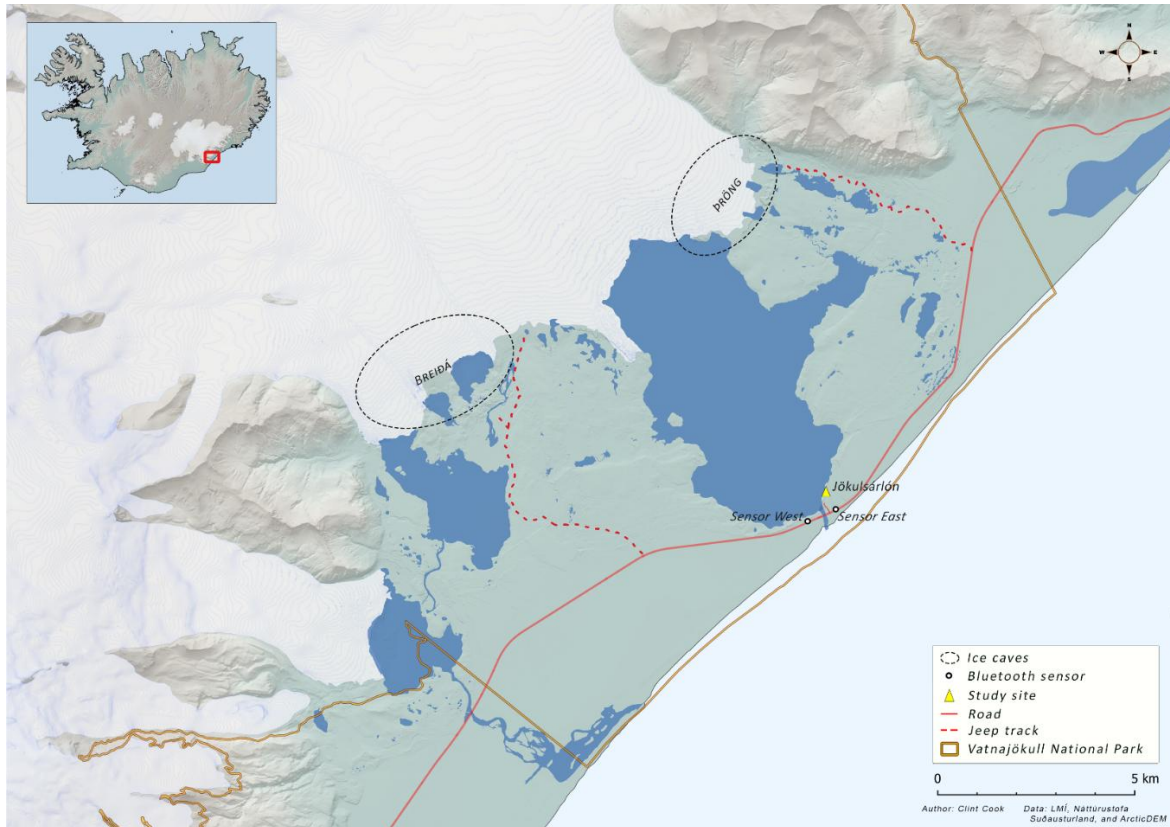 N
W E
S
ÞRÖNG
BREIÐÁ
Jökulsárlón
Sensor West
Sensor East
Ice caves
Bluetooth sensor
Study site
Road
Jeep track
Vatnajökull National Park
0 5 km
Author: Clint Cook Data: LMÍ, Náttúrustofa
Suðausturland, and ArcticDEM